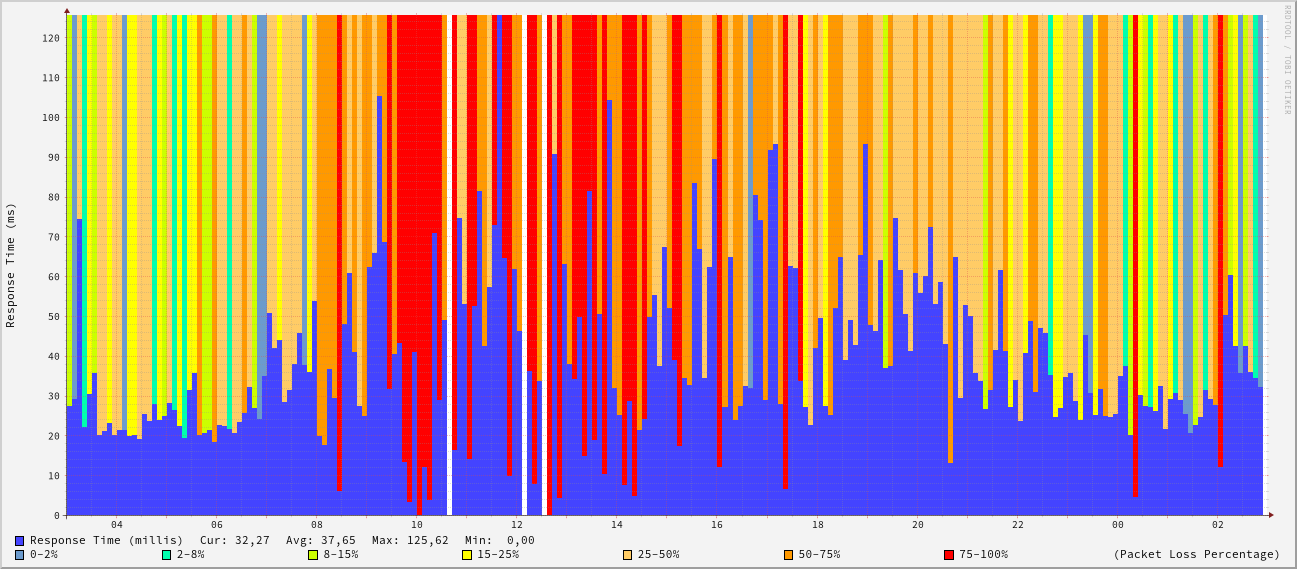 RRDTOOL / TOBI OETIKER
Response Time (ms)
120
110
100
90
80
70
60
50
40
30
20
10
0
04 06 08 10 12 14 16 18 20 22 00 02
Response Time (millis) Cur: 32,27 Avg: 37,65 Max: 125,62 Min: 0,00
0-2% 2-8% 8-15% 15-25% 25-50% 50-75% 75-100% (Packet Loss Percentage)